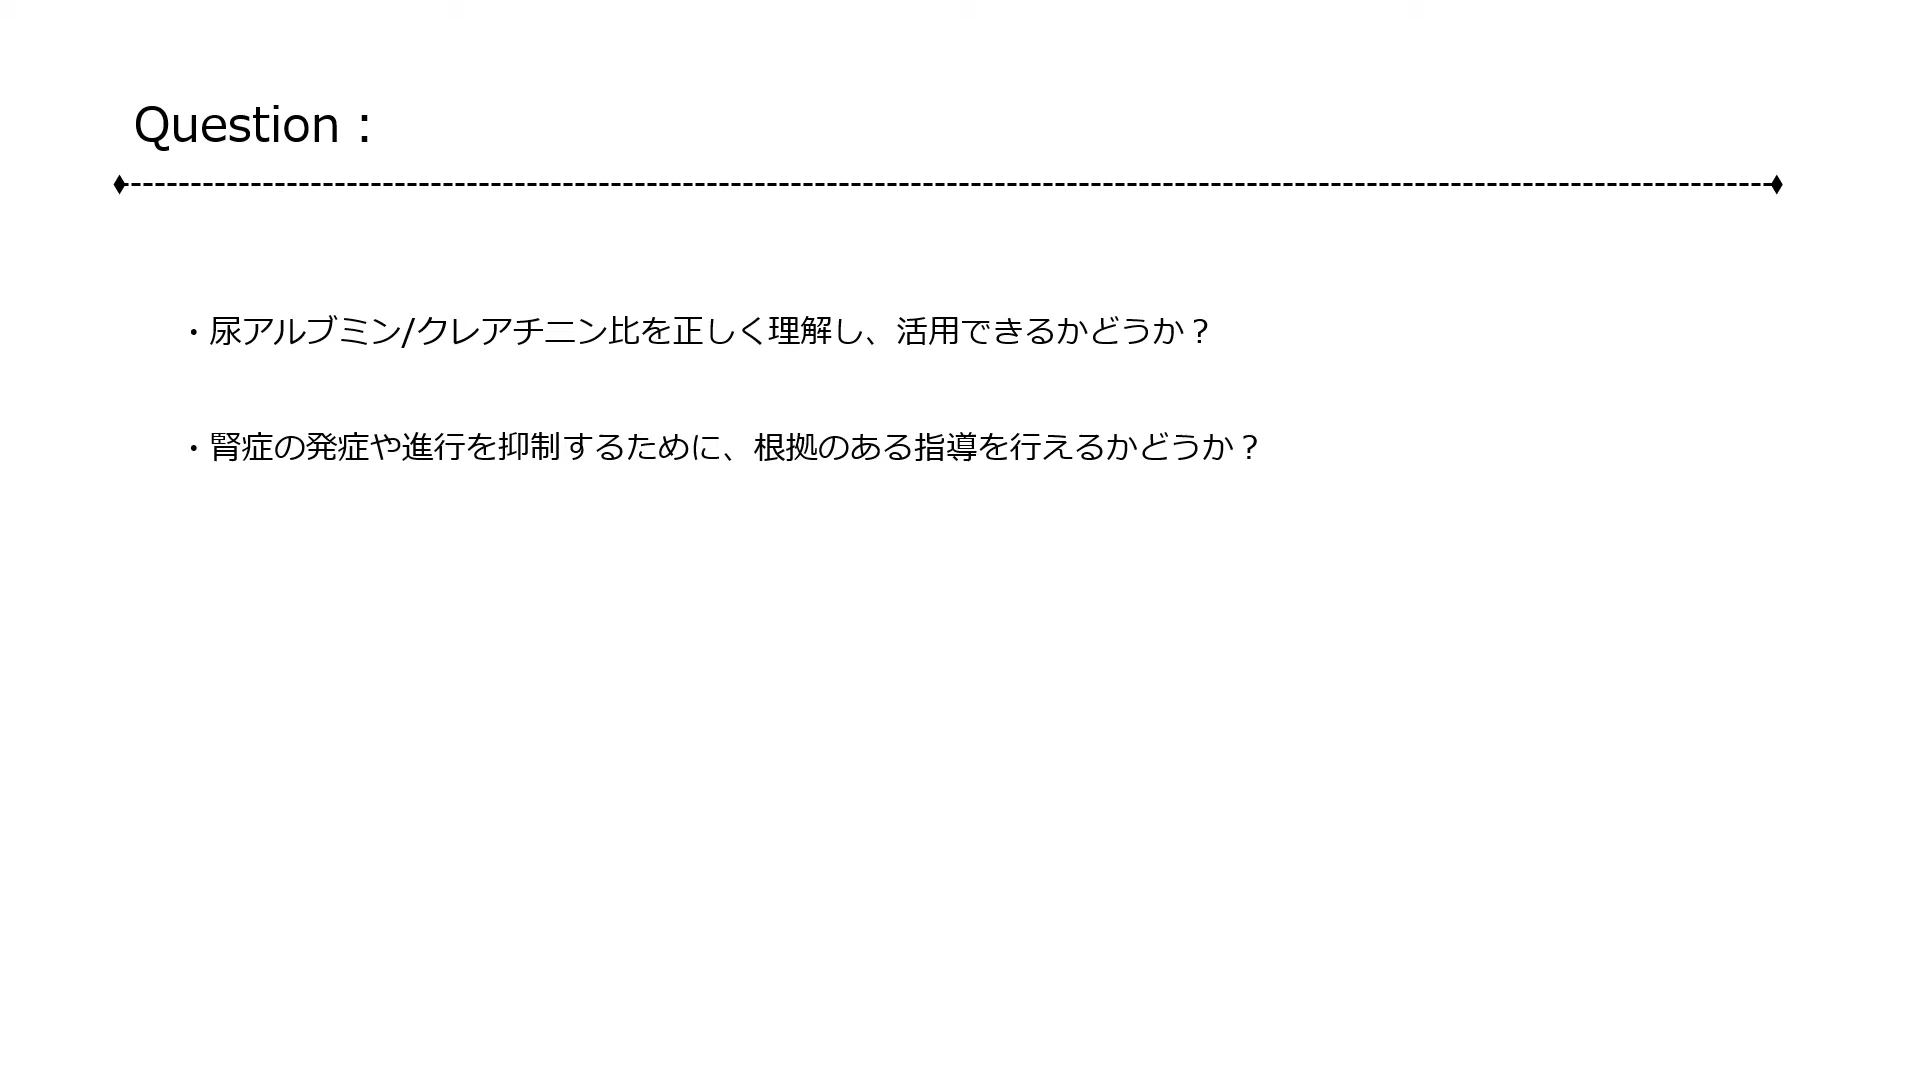 Question：
・尿アルブミン/クレアチニン比を正しく理解し、活用できるかどうか？
・腎症の発症や進行を抑制するために、根拠のある指導を行えるかどうか？